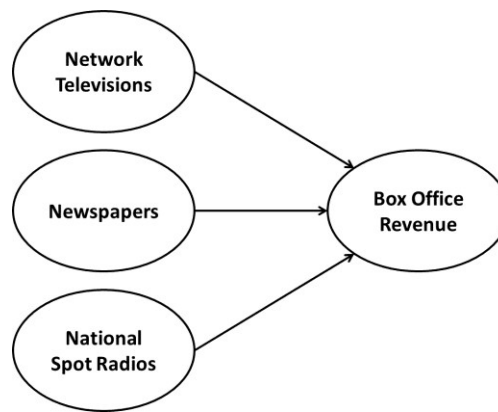 Network
Televisions
Newspapers
Box Office
Revenue
National
Spot Radios